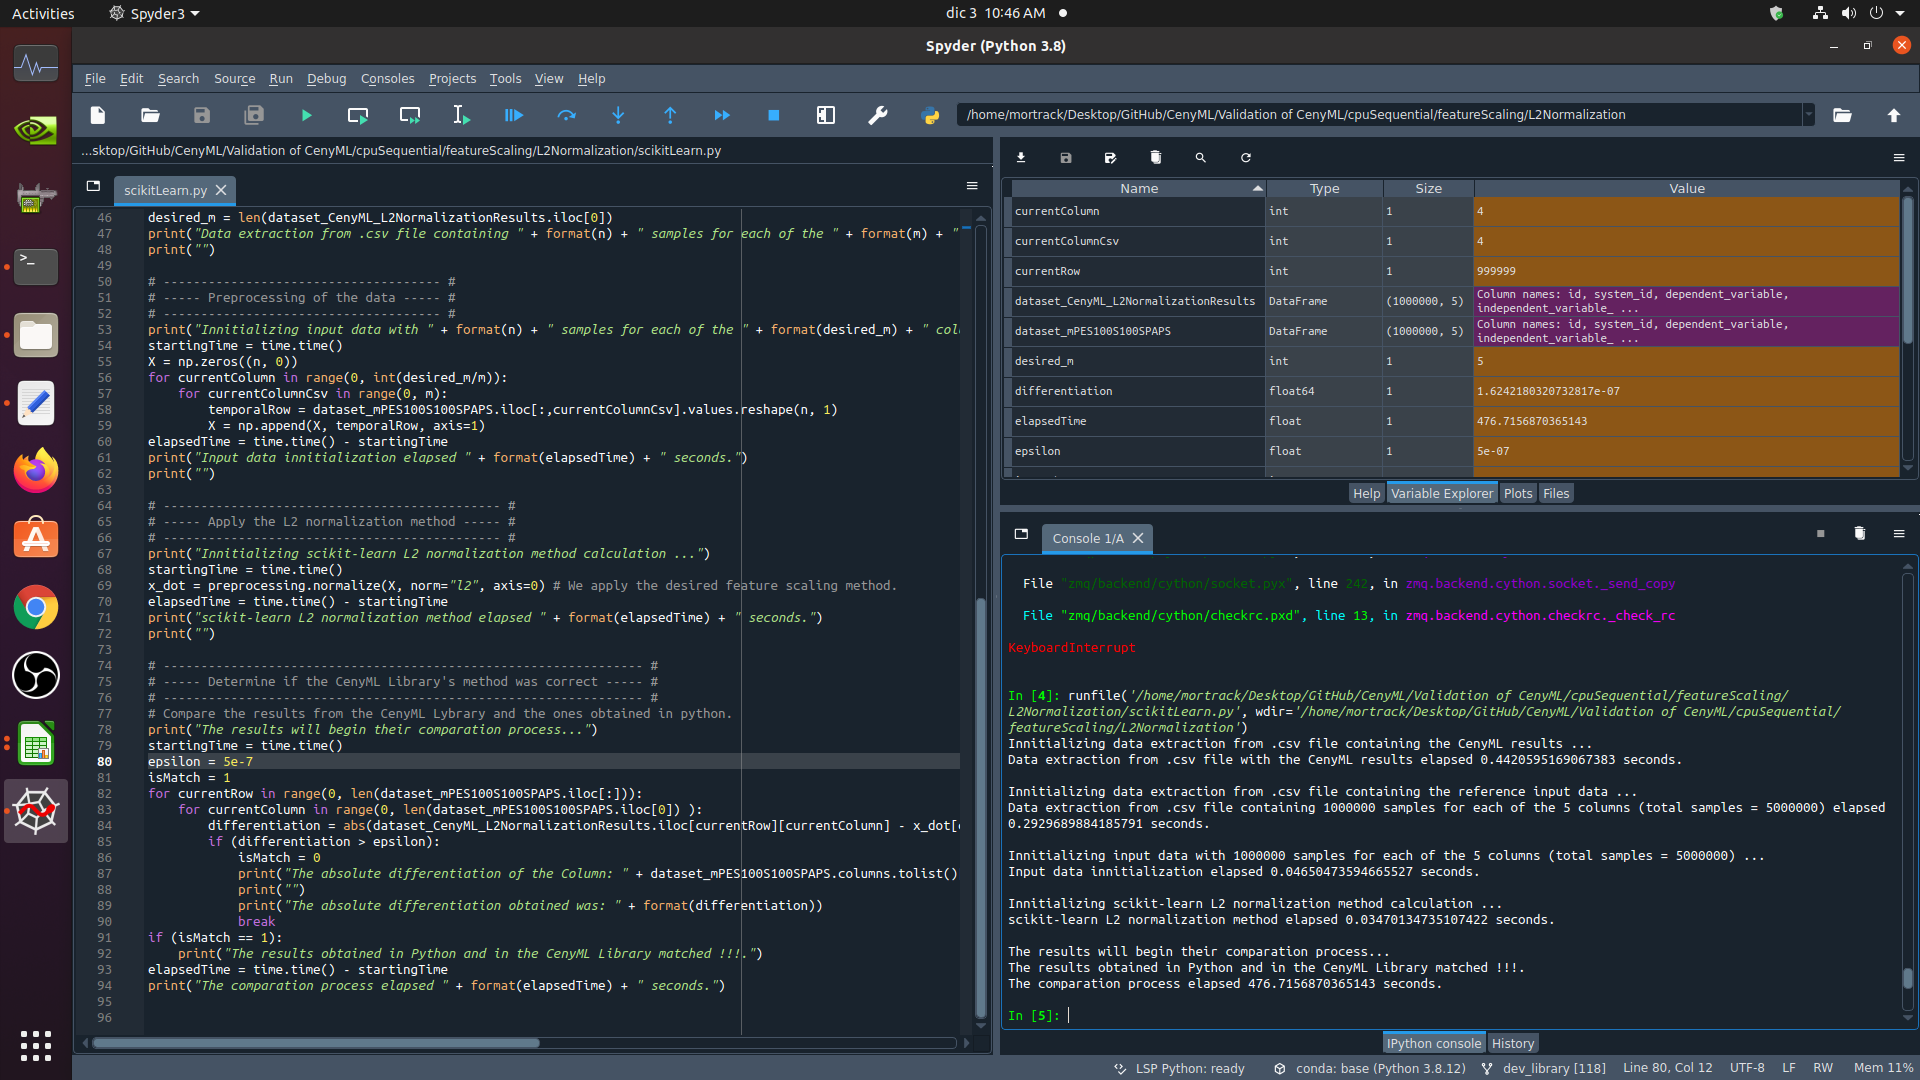 Activities
Spyder3
dic 3 10:46 AM
Spyder (Python 3.8)
File Edit Search Source Run Debug Consoles Projects Tools View Help
/home/mortrack/Desktop/GitHub/CenyML/Validation of CenyML/cpuSequential/featureScaling/L2Normalization
...sktop/GitHub/CenyML/Validation of CenyML/cpuSequential/featureScaling/L2Normalization/scikitLearn.py
scikitLearn.py
46 desired_m = len(dataset_CenyML_L2NormalizationResults.iloc[0])
47 print("Data extraction from .csv file containing " + format(n) + " samples for each of the " + format(m) + "
48 print("")
49
50 # ------------------------------------- #
51 # ----- Preprocessing of the data ----- #
52 # ------------------------------------- #
53 print("Innitializing input data with " + format(n) + " samples for each of the " + format(desired_m) + " col
54 startingTime = time.time()
55 X = np.zeros((n, 0))
56 for currentColumn in range(0, int(desired_m/m)):
57 for currentColumnCsv in range(0, m):
58 temporalRow = dataset_mPES100S100SPAPS.iloc[:,currentColumnCsv].values.reshape(n, 1)
59 X = np.append(X, temporalRow, axis=1)
60 elapsedTime = time.time() - startingTime
61 print("Input data innitialization elapsed " + format(elapsedTime) + " seconds.")
62 print("")
63
64 # --------------------------------------------- #
65 # ----- Apply the L2 normalization method ----- #
66 # --------------------------------------------- #
67 print("Innitializing scikit-learn L2 normalization method calculation ...")
68 startingTime = time.time()
69 x_dot = preprocessing.normalize(X, norm="l2", axis=0) # We apply the desired feature scaling method.
70 elapsedTime = time.time() - startingTime
71 print("scikit-learn L2 normalization method elapsed " + format(elapsedTime) + " seconds.")
72 print("")
73
74 # ---------------------------------------------------------------- #
75 # ----- Determine if the CenyML Library's method was correct ----- #
76 # ---------------------------------------------------------------- #
77 # Compare the results from the CenyML Lybrary and the ones obtained in python.
78 print("The results will begin their comparation process...")
79 startingTime = time.time()
80 epsilon = 5e-7
81 isMatch = 1
82 for currentRow in range(0, len(dataset_mPES100S100SPAPS.iloc[:])):
83 for currentColumn in range(0, len(dataset_mPES100S100SPAPS.iloc[0]) ):
84 differentiation = abs(dataset_CenyML_L2NormalizationResults.iloc[currentRow][currentColumn] - x_dot[
85 if (differentiation > epsilon):
86 isMatch = 0
87 print("The absolute differentiation of the Column: " + dataset_mPES100S100SPAPS.columns.tolist()
88 print("")
89 print("The absolute differentiation obtained was: " + format(differentiation))
90 break
91 if (isMatch == 1):
92 print("The results obtained in Python and in the CenyML Library matched !!!.")
93 elapsedTime = time.time() - startingTime
94 print("The comparation process elapsed " + format(elapsedTime) + " seconds.")
95
96
Name Type Size Value
currentColumn int 1 4
currentColumnCsv int 1 4
currentRow int 1 999999
dataset_CenyML_L2NormalizationResults DataFrame (1000000, 5) Column names: id, system_id, dependent_variable,
independent_variable_ ...
dataset_mPES100S100SPAPS DataFrame (1000000, 5) Column names: id, system_id, dependent_variable,
independent_variable_ ...
desired_m int 1 5
differentiation float64 1 1.6242180320732817e-07
elapsedTime float 1 476.7156870365143
epsilon float 1 5e-07
Help Variable Explorer Plots Files
Console 1/A
File "zmq/backend/cython/socket.pyx", line 242, in zmq.backend.cython.socket._send_copy
File "zmq/backend/cython/checkrc.pxd", line 13, in zmq.backend.cython.checkrc._check_rc
KeyboardInterrupt
In [4]: runfile('/home/mortrack/Desktop/GitHub/CenyML/Validation of CenyML/cpuSequential/featureScaling/
L2Normalization/scikitLearn.py', wdir='/home/mortrack/Desktop/GitHub/CenyML/Validation of CenyML/cpuSequential/
featureScaling/L2Normalization')
Innitializing data extraction from .csv file containing the CenyML results ...
Data extraction from .csv file with the CenyML results elapsed 0.4420595169067383 seconds.
Innitializing data extraction from .csv file containing the reference input data ...
Data extraction from .csv file containing 1000000 samples for each of the 5 columns (total samples = 5000000) elapsed
0.2929689884185791 seconds.
Innitializing input data with 1000000 samples for each of the 5 columns (total samples = 5000000) ...
Input data innitialization elapsed 0.04650473594665527 seconds.
Innitializing scikit-learn L2 normalization method calculation ...
scikit-learn L2 normalization method elapsed 0.03470134735107422 seconds.
The results will begin their comparation process...
The results obtained in Python and in the CenyML Library matched !!!.
The comparation process elapsed 476.7156870365143 seconds.
In [5]:
IPython console History
LSP Python: ready conda: base (Python 3.8.12) dev_library [118] Line 80, Col 12 UTF-8 LF RW Mem 11%